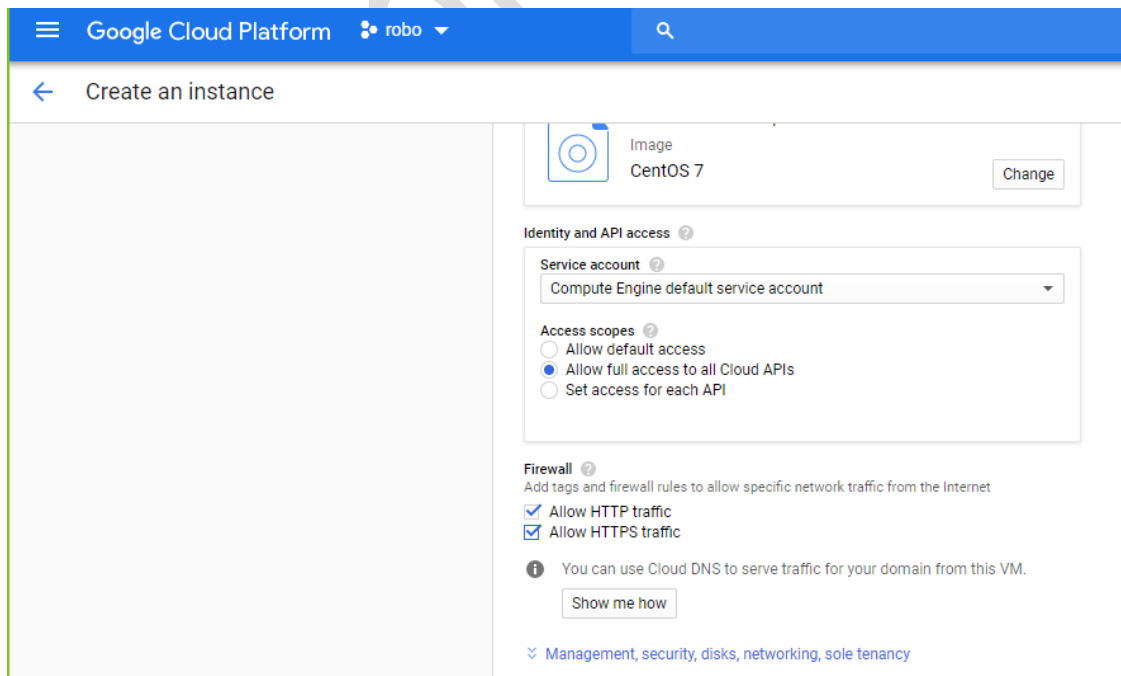 Google Cloud Platform robo
Create an instance
Image
CentOS 7
Change
Identity and API access
Service account
Compute Engine default service account
Access scopes
Allow default access
Allow full access to all Cloud APIs
Set access for each API
Firewall
Add tags and firewall rules to allow specific network traffic from the Internet
Allow HTTP traffic
Allow HTTPS traffic
You can use Cloud DNS to serve traffic for your domain from this VM.
Show me how
Management, security, disks, networking, sole tenancy